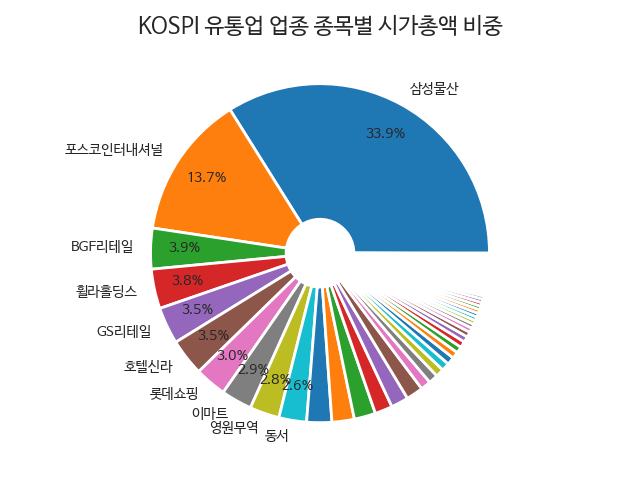 KOSPI 유통업 업종 종목별 시가총액 비중
삼성물산
33.9%
포스코인터내셔널
13.7%
BGF리테일
3.9%
휠라홀딩스
3.8%
GS리테일
3.5%
호텔신라
3.5%
롯데쇼핑
3.0%
이마트
2.9%
영원무역
2.8%
동서
2.6%